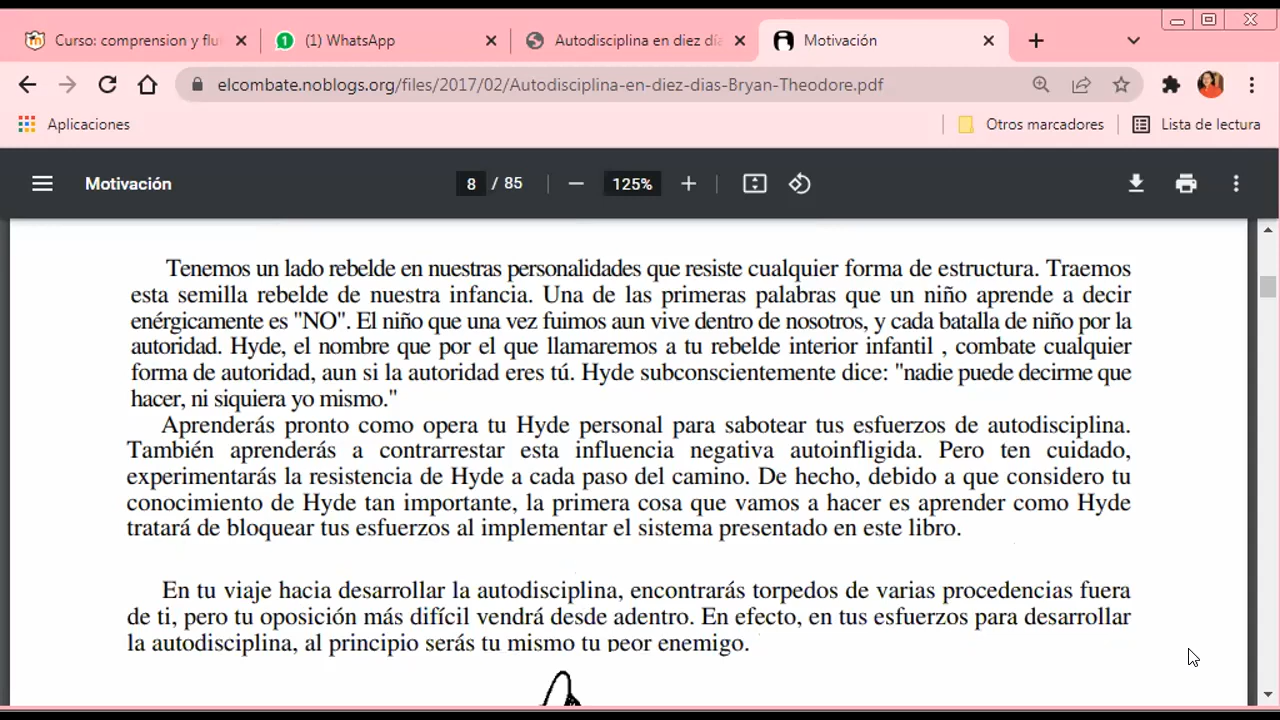 Curso: comprension y flu
(1) WhatsApp
Autodisciplina en diez día
Motivación
elcombate.noblogs.org/files/2017/02/Autodisciplina-en-diez-dias-Bryan-Theodore.pdf
Aplicaciones
Otros marcadores
Lista de lectura
Motivación
8 / 85
125%
Tenemos un lado rebelde en nuestras personalidades que resiste cualquier forma de estructura. Traemos
esta semilla rebelde de nuestra infancia. Una de las primeras palabras que un niño aprende a decir
enérgicamente es "NO". El niño que una vez fuimos aun vive dentro de nosotros, y cada batalla de niño por la
autoridad. Hyde, el nombre que por el que llamaremos a tu rebelde interior infantil , combate cualquier
forma de autoridad, aun si la autoridad eres tú. Hyde subconscientemente dice: "nadie puede decirme que
hacer, ni siquiera yo mismo."
Aprenderás pronto como opera tu Hyde personal para sabotear tus esfuerzos de autodisciplina.
También aprenderás a contrarrestar esta influencia negativa autoinfligida. Pero ten cuidado,
experimentarás la resistencia de Hyde a cada paso del camino. De hecho, debido a que considero tu
conocimiento de Hyde tan importante, la primera cosa que vamos a hacer es aprender como Hyde
tratará de bloquear tus esfuerzos al implementar el sistema presentado en este libro.
En tu viaje hacia desarrollar la autodisciplina, encontrarás torpedos de varias procedencias fuera
de ti, pero tu oposición más difícil vendrá desde adentro. En efecto, en tus esfuerzos para desarrollar
la autodisciplina, al principio serás tu mismo tu peor enemigo.